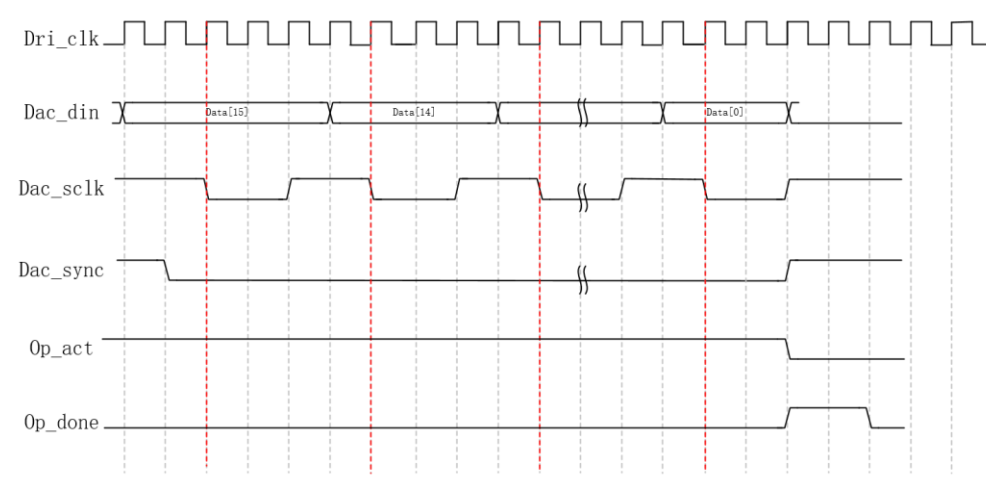 Dri_clk
Dac_din
Data[15] Data[14] Data[0]
Dac_sclk
Dac_sync
Op_act
Op_done